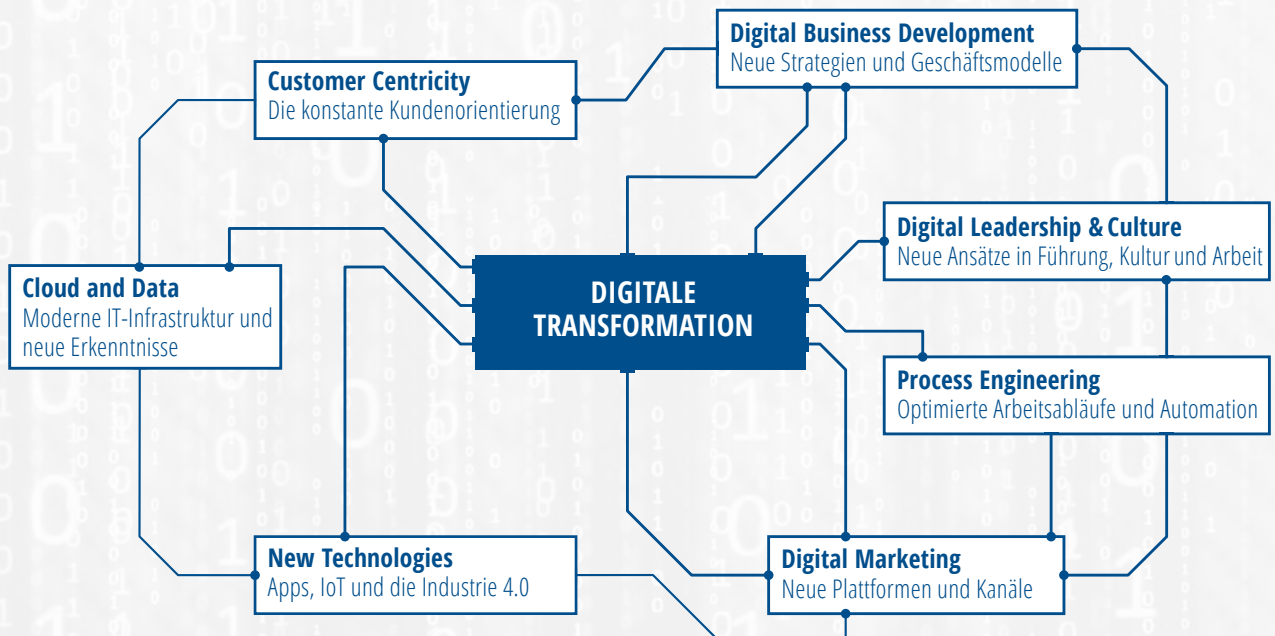 Digital Business Development
Neue Strategien und Geschäftsmodelle
Customer Centricity
Die konstante Kundenorientierung
Digital Leadership & Culture
Neue Ansätze in Führung, Kultur und Arbeit
Cloud and Data
Moderne IT-Infrastruktur und
neue Erkenntnisse
DIGITALE
TRANSFORMATION
Process Engineering
Optimierte Arbeitsabläufe und Automation
New Technologies
Apps, IoT und die Industrie 4.0
Digital Marketing
Neue Plattformen und Kanäle